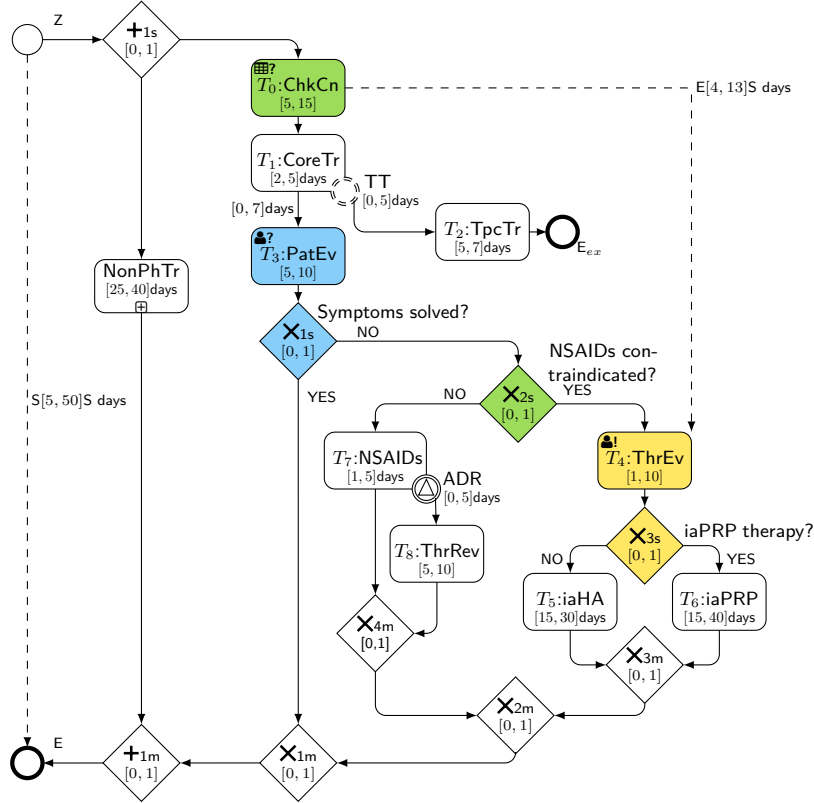 Z
+1s
[0, 1]
?
T0:ChkCn
[5, 15]
E[4, 13]S days
T1:CoreTr
[2, 5]days
TT
[0, 5]days
[0, 7]days
T2:TpcTr
[5, 7]days
Eex
?
T3:PatEv
[5, 10]
NonPhTr
[25, 40]days
+
Symptoms solved?
×1s
[0, 1]
NO
YES
NSAIDs con-
traindicated?
×2s
[0, 1]
NO
YES
S[5, 50]S days
T7:NSAIDs
[1, 5]days
ADR
[0, 5]days
!
T4:ThrEv
[1, 10]
iaPRP therapy?
×3s
[0, 1]
NO
YES
T8:ThrRev
[5, 10]
T5:iaHA
[15, 30]days
T6:iaPRP
[15, 40]days
×4m
[0,1]
×3m
[0, 1]
×2m
[0, 1]
E
+1m
[0, 1]
×1m
[0, 1]